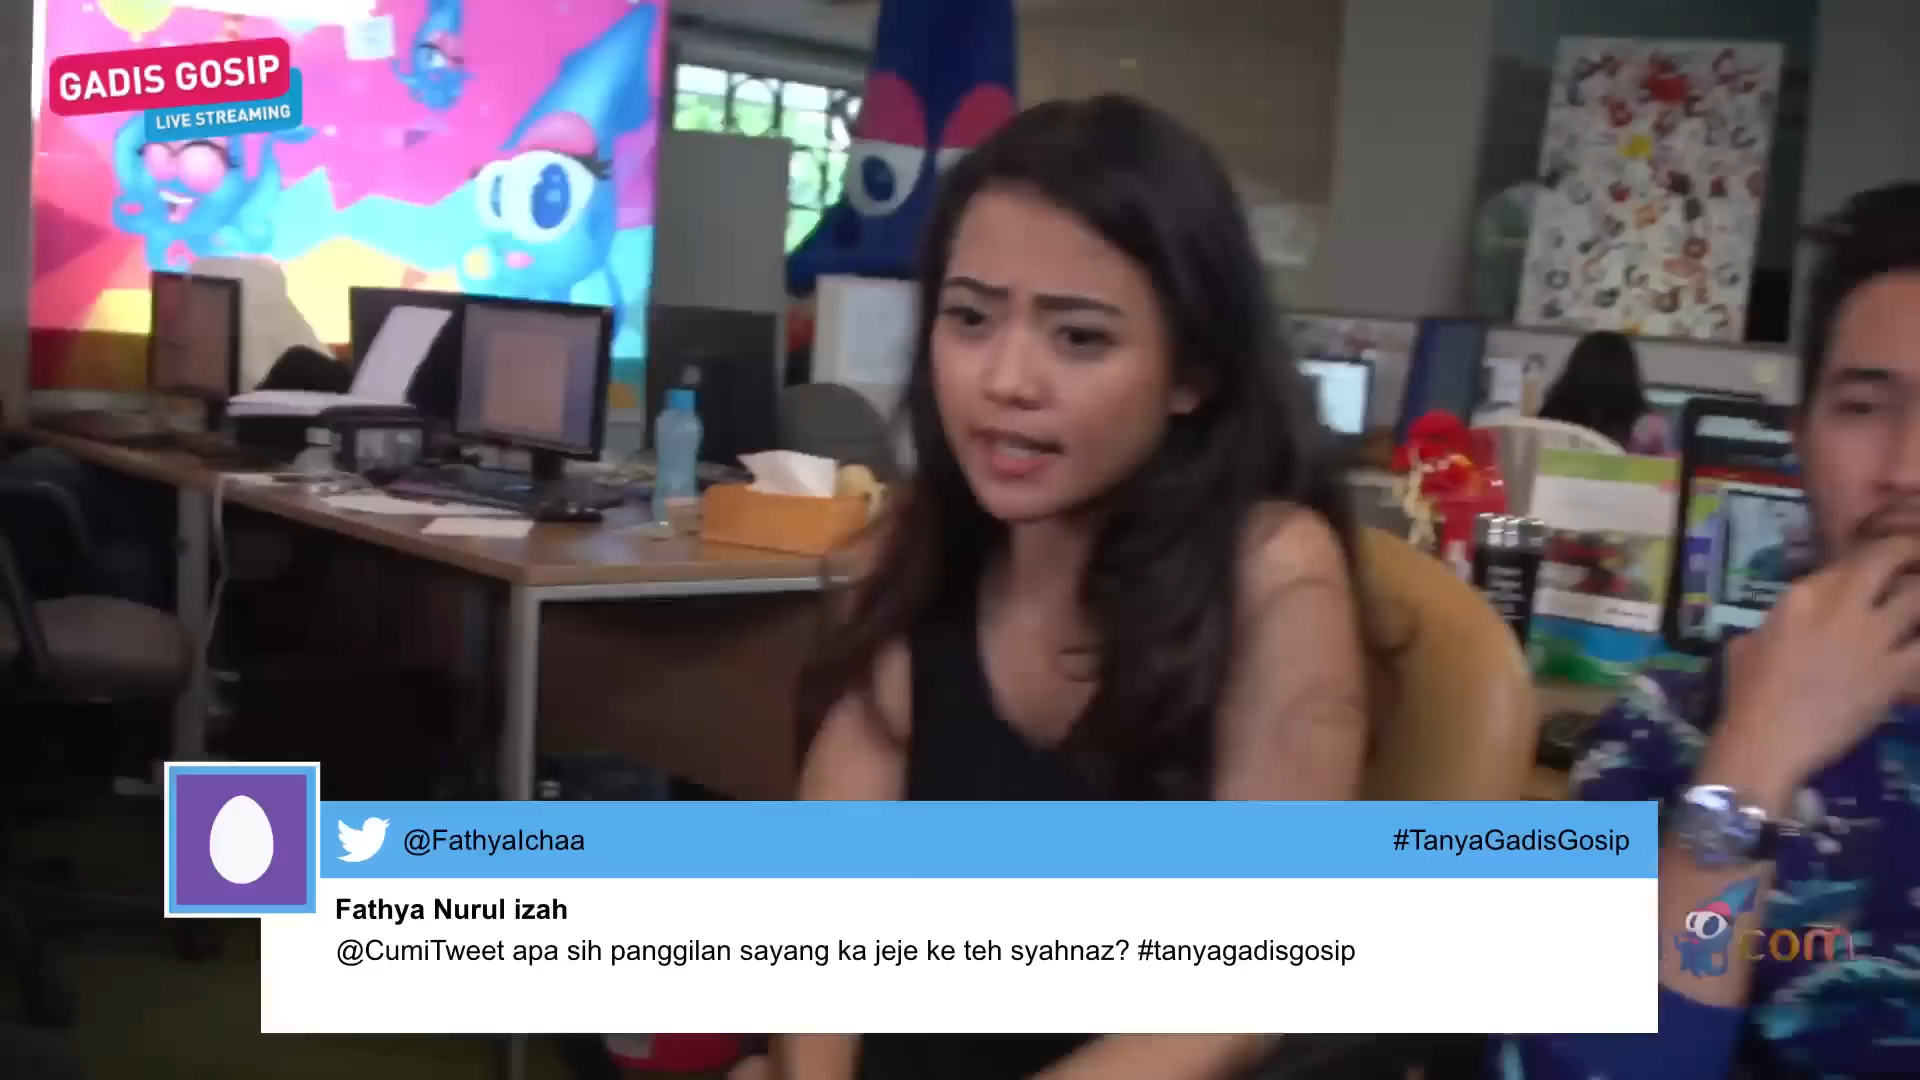 GADIS GOSIP
LIVE STREAMING
@FathyaIchaa
#TanyaGadisGosip
Fathya Nurul izah
@CumiTweet apa sih panggilan sayang ka jeje ke teh syahnaz? #tanyagadisgosip
com